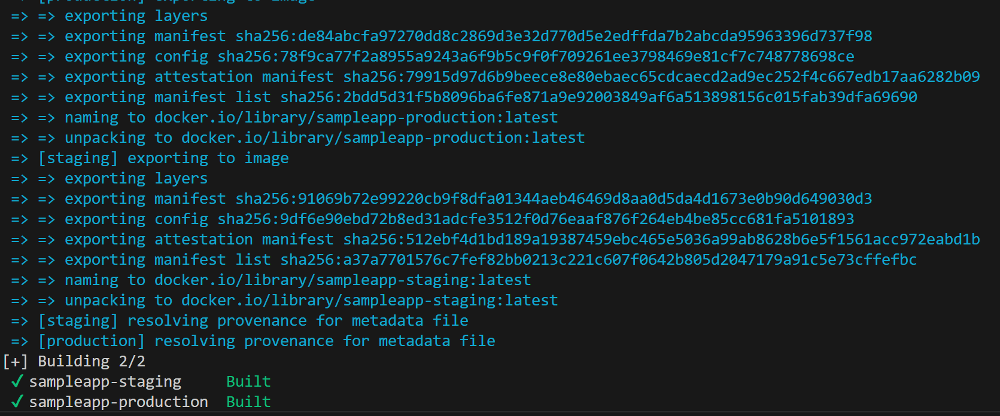 => [production] exporting to image
=> => exporting layers
=> => exporting manifest sha256:de84abcfa97270dd8c2869d3e32d770d5e2edffda7b2abcda95963396d737f98
=> => exporting config sha256:78f9ca77f2a8955a9243a6f9b5c9f0f709261ee3798469e81cf7c748778698ce
=> => exporting attestation manifest sha256:79915d97d6b9beece8e80ebaec65cdcaecd2ad9ec252f4c667edb17aa6282b09
=> => exporting manifest list sha256:2bdd5d31f5b8096ba6fe871a9e92003849af6a513898156c015fab39dfa69690
=> => naming to docker.io/library/sampleapp-production:latest
=> => unpacking to docker.io/library/sampleapp-production:latest
=> [staging] exporting to image
=> => exporting layers
=> => exporting manifest sha256:91069b72e99220cb9f8dfa01344aeb46469d8aa0d5da4d1673e0b90d649030d3
=> => exporting config sha256:9df6e90ebd72b8ed31adcfe3512f0d76eaaf876f264eb4be85cc681fa5101893
=> => exporting attestation manifest sha256:512ebf4d1bd189a19387459ebc465e5036a99ab8628b6e5f1561acc972eabd1b
=> => exporting manifest list sha256:a37a7701576c7fef82bb0213c221c607f0642b805d2047179a91c5e73cffefbc
=> => naming to docker.io/library/sampleapp-staging:latest
=> => unpacking to docker.io/library/sampleapp-staging:latest
=> [staging] resolving provenance for metadata file
=> [production] resolving provenance for metadata file
[+] Building 2/2
✓ sampleapp-staging Built
✓ sampleapp-production Built